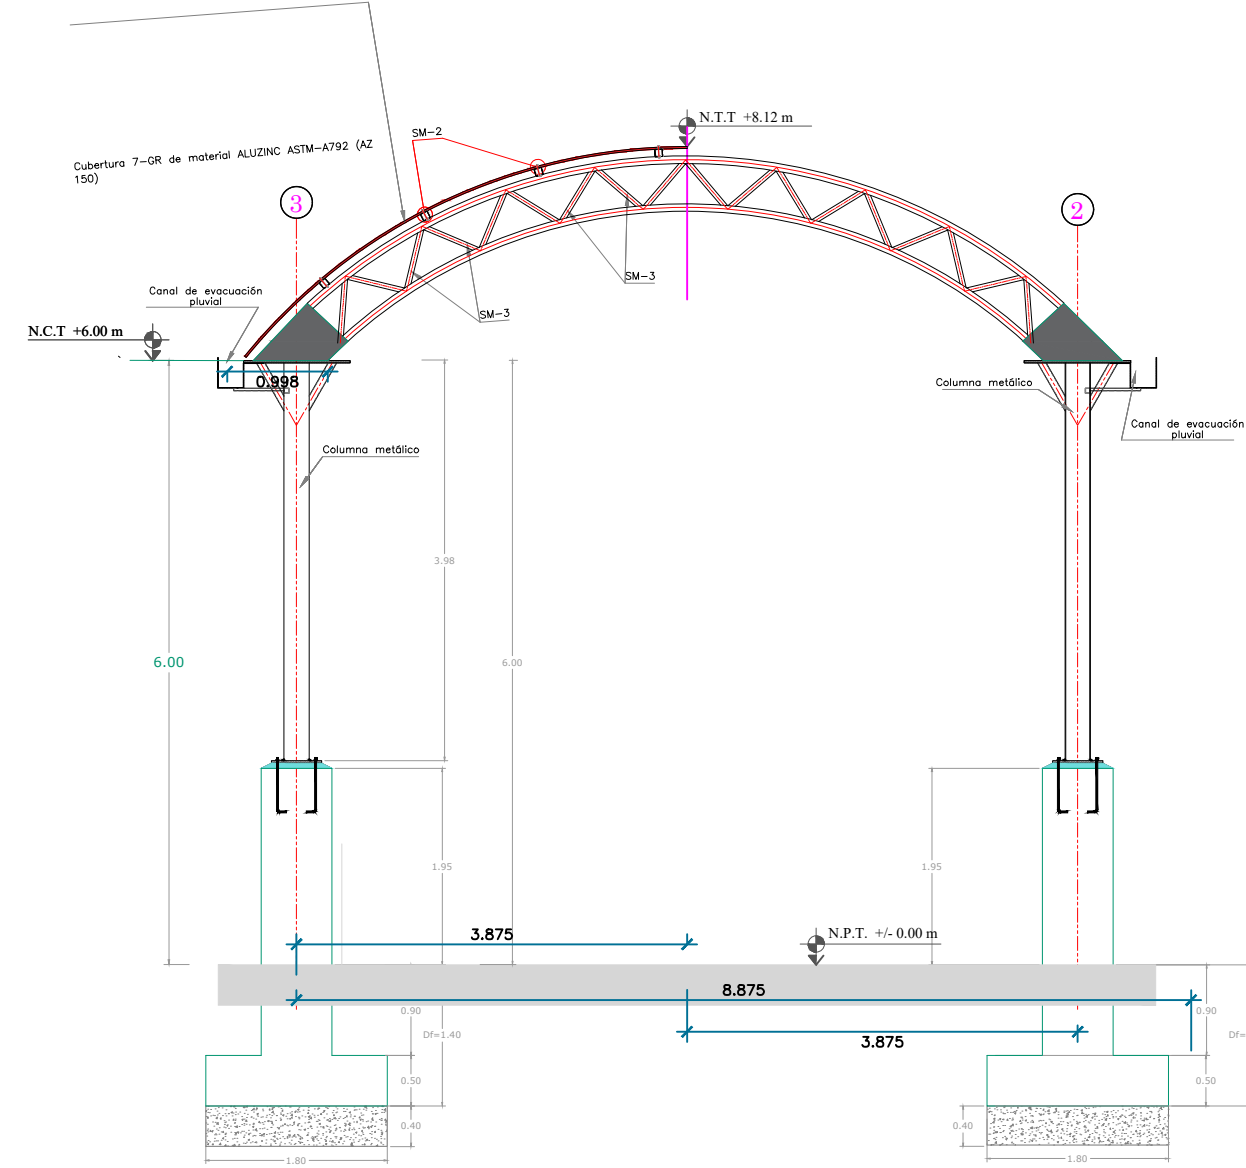 SM-2
N.T.T +8.12 m
Cubertura 7-GR de material ALUZINC ASTM-A792 (AZ
150)
3
2
SM-3
Canal de evacuación
pluvial
SM-3
N.C.T +6.00 m
0.998
Columna metálico
Canal de evacuación
pluvial
Columna metálico
3.98
6.00
6.00
1.95
1.95
3.875
N.P.T. +/- 0.00 m
8.875
0.90
0.90
Df=1.40
Df=
3.875
0.50
0.50
0.40
0.40
1.80
1.80